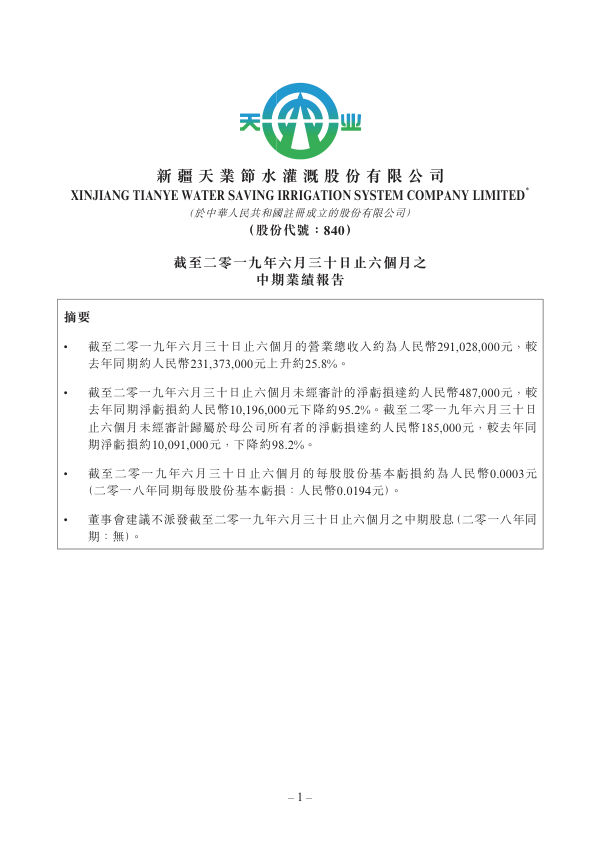 天 业
新疆天業節水灌溉股份有限公司
XINJIANG TIANYE WATER SAVING IRRIGATION SYSTEM COMPANY LIMITED*
(於中華人民共和國註冊成立的股份有限公司)
(股份代號：840)
截至二零一九年六月三十日止六個月之
中期業績報告
摘要
• 截至二零一九年六月三十日止六個月的營業總收入約為人民幣291,028,000元，較
去年同期約人民幣231,373,000元上升約25.8%。
• 截至二零一九年六月三十日止六個月未經審計的淨虧損達約人民幣487,000元，較
去年同期淨虧損約人民幣10,196,000元下降約95.2%。截至二零一九年六月三十日
止六個月未經審計歸屬於母公司所有者的淨虧損達約人民幣185,000元，較去年同
期淨虧損約10,091,000元，下降約98.2%。
• 截至二零一九年六月三十日止六個月的每股股份基本虧損約為人民幣0.0003元
(二零一八年同期每股股份基本虧損：人民幣0.0194元)。
• 董事會建議不派發截至二零一九年六月三十日止六個月之中期股息(二零一八年同
期：無)。
– 1 –